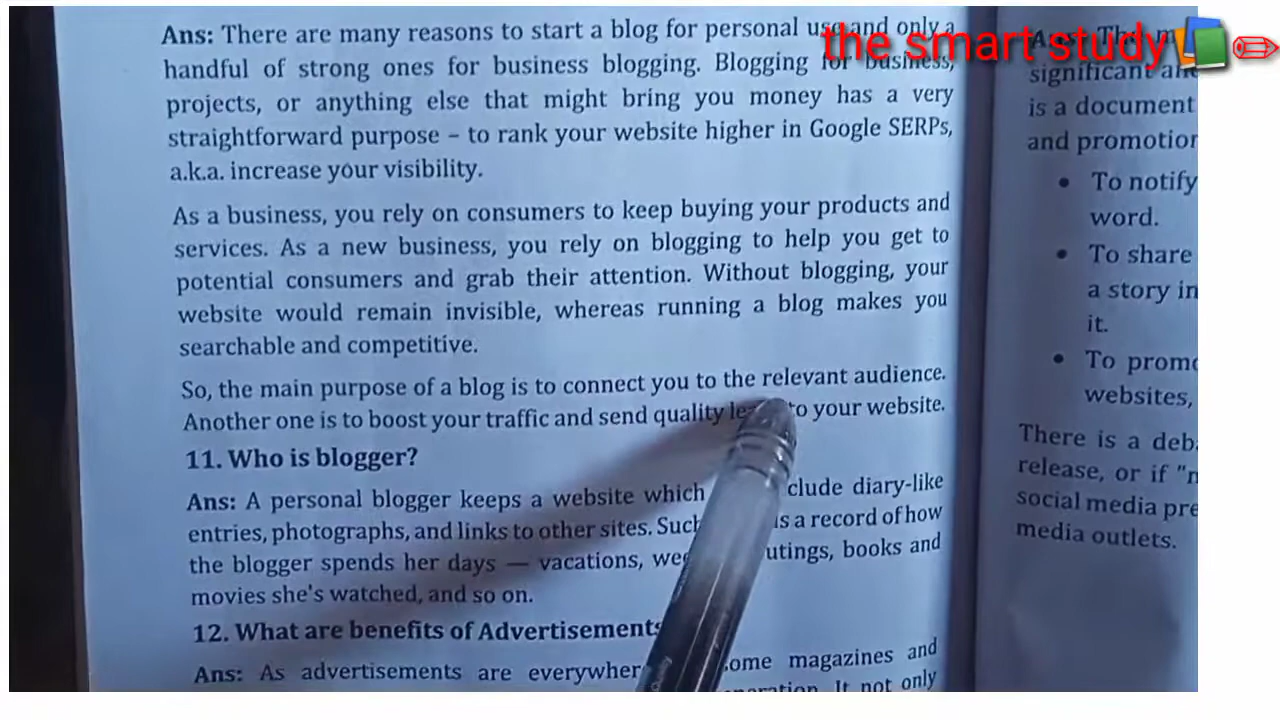 Ans: There are many reasons to start a blog for personal use and only a
handful of strong ones for business blogging. Blogging for business,
projects, or anything else that might bring you money has a very
straightforward purpose – to rank your website higher in Google SERPs,
a.k.a. increase your visibility.
As a business, you rely on consumers to keep buying your products and
services. As a new business, you rely on blogging to help you get to
potential consumers and grab their attention. Without blogging, your
website would remain invisible, whereas running a blog makes you
searchable and competitive.
So, the main purpose of a blog is to connect you to the relevant audience.
Another one is to boost your traffic and send quality to your website.
11. Who is blogger?
Ans: A personal blogger keeps a website which diary-like
entries, photographs, and links to other sites. is a record of how
the blogger spends her days — vacations, books and
movies she's watched, and so on.
12. What are benefits of Advertisements
Ans: As advertisements are magazines and
It not only
the smart study
significant
is a document
and
To notify
word.
To share
a story in
it.
To
websites,
There is a
release, or if
social media
media outlets.